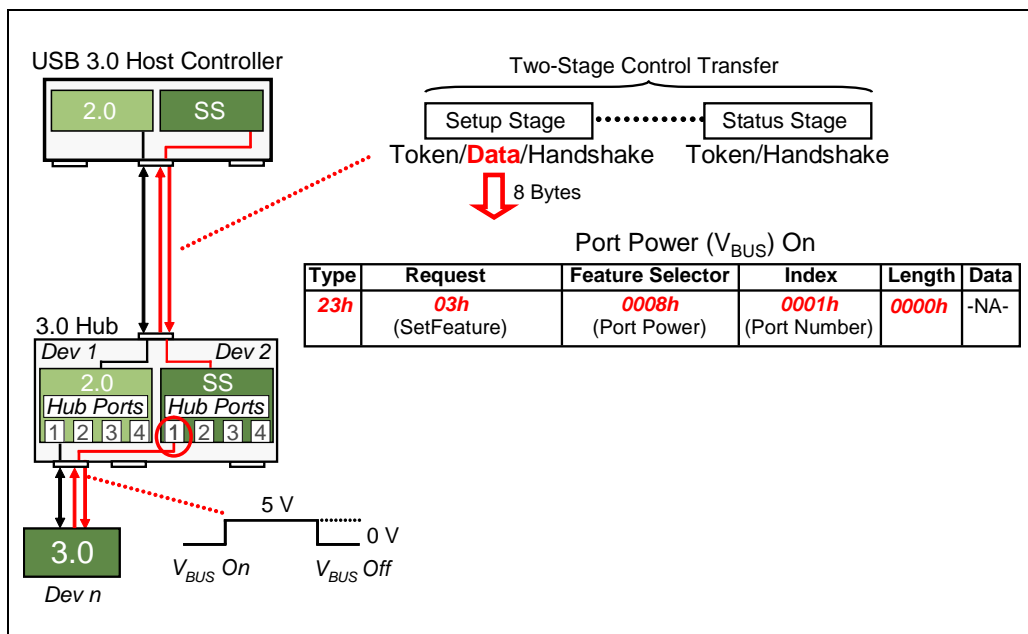 USB 3.0 Host Controller
2.0 SS
Two-Stage Control Transfer
Setup Stage Status Stage
Token/Data/Handshake Token/Handshake
8 Bytes
Port Power (VBUS) On
Type Request Feature Selector Index Length Data
23h 03h 0008h 0001h 0000h -NA-
(SetFeature) (Port Power) (Port Number)
3.0 Hub
Dev 1 Dev 2
2.0 SS
Hub Ports Hub Ports
1 2 3 4 1 2 3 4
5 V
0 V
VBUS On VBUS Off
3.0
Dev n